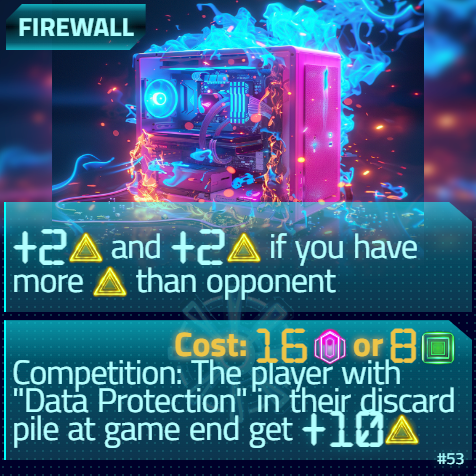 FIREWALL
+2 and +2 if you have
more than opponent
Cost: 16 or 8
Competition: The player with
"Data Protection" in their discard
pile at game end get +10
#53